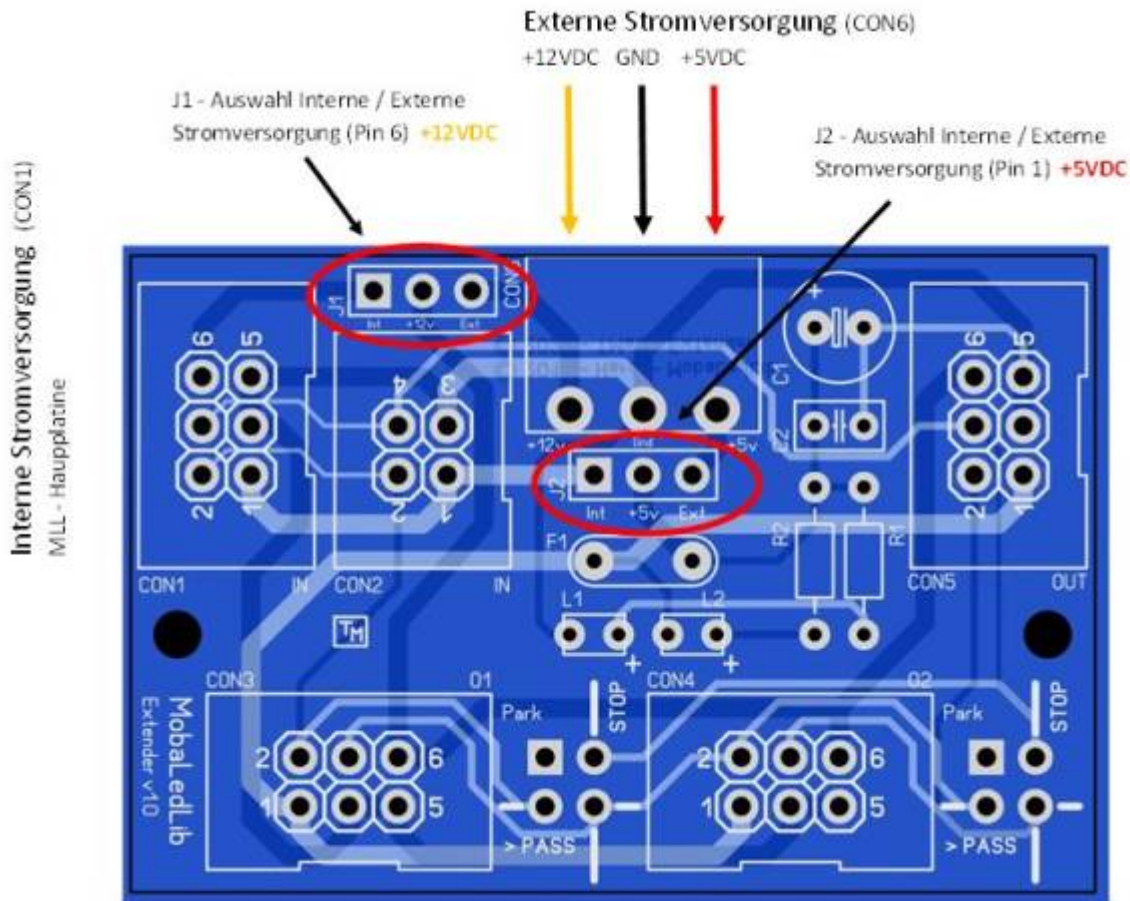 Externe Stromversorgung (CON6)
+12VDC GND +5VDC
J1 - Auswahl Interne / Externe
Stromversorgung (Pin 6) +12VDC
J2 - Auswahl Interne / Externe
Stromversorgung (Pin 1) +5VDC
Interne Stromversorgung (CON1)
MLL - Haupplatine
J1
Int +12v Ext
C1
C2
6 5
2 1
CON1 IN
4 3
2 1
CON2 IN
+12v Gnd +5v
J2
Int +5v Ext
F1
L1 L2
+ +
R2 R1
6 5
2 1
CON5 OUT
TM
MobaLedLib
Extender v1.0
CON3 O1
2 6
1 5
Park
STOP
> PASS
CON4 O2
2 6
1 5
Park
STOP
> PASS